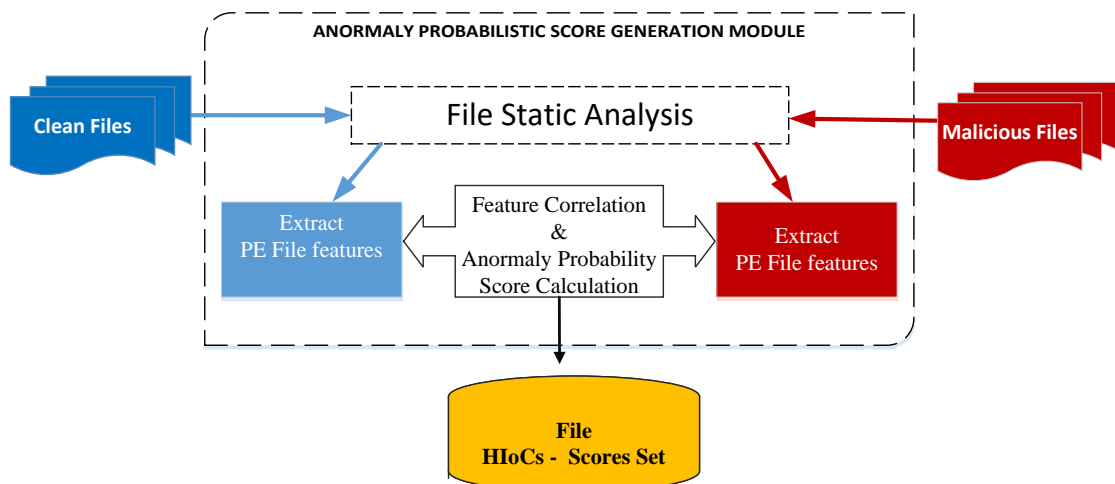 ANORMALY PROBABILISTIC SCORE GENERATION MODULE
Clean Files
File Static Analysis
Malicious Files
Extract
PE File features
Feature Correlation
&
Anormaly Probability
Score Calculation
Extract
PE File features
File
HIoCs - Scores Set